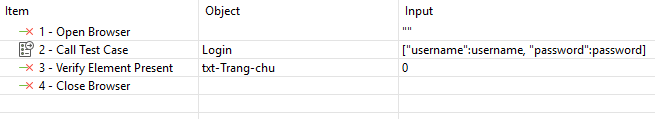 Item Object Input
1 - Open Browser ""
2 - Call Test Case Login ["username":username, "password":password]
3 - Verify Element Present txt-Trang-chu 0
4 - Close Browser